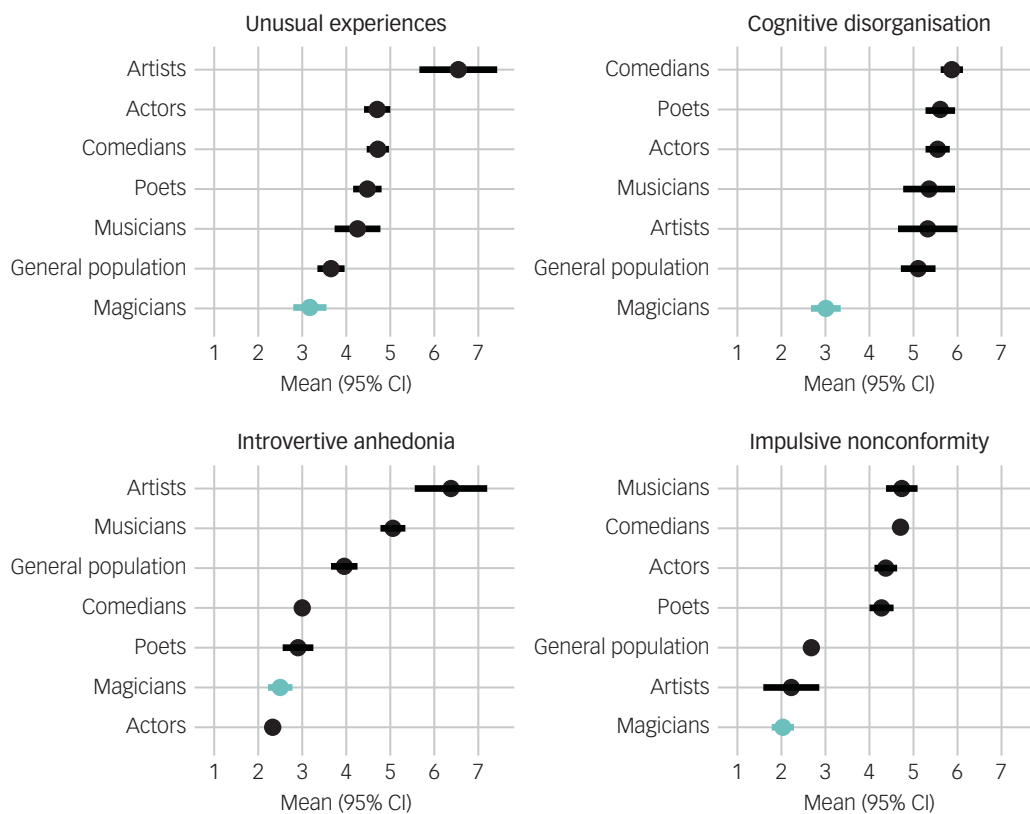 Unusual experiences
Artists
Actors
Comedians
Poets
Musicians
General population
Magicians
1 2 3 4 5 6 7
Mean (95% CI)
Cognitive disorganisation
Comedians
Poets
Actors
Musicians
Artists
General population
Magicians
1 2 3 4 5 6 7
Mean (95% CI)
Introvertive anhedonia
Artists
Musicians
General population
Comedians
Poets
Magicians
Actors
1 2 3 4 5 6 7
Mean (95% CI)
Impulsive nonconformity
Musicians
Comedians
Actors
Poets
General population
Artists
Magicians
1 2 3 4 5 6 7
Mean (95% CI)